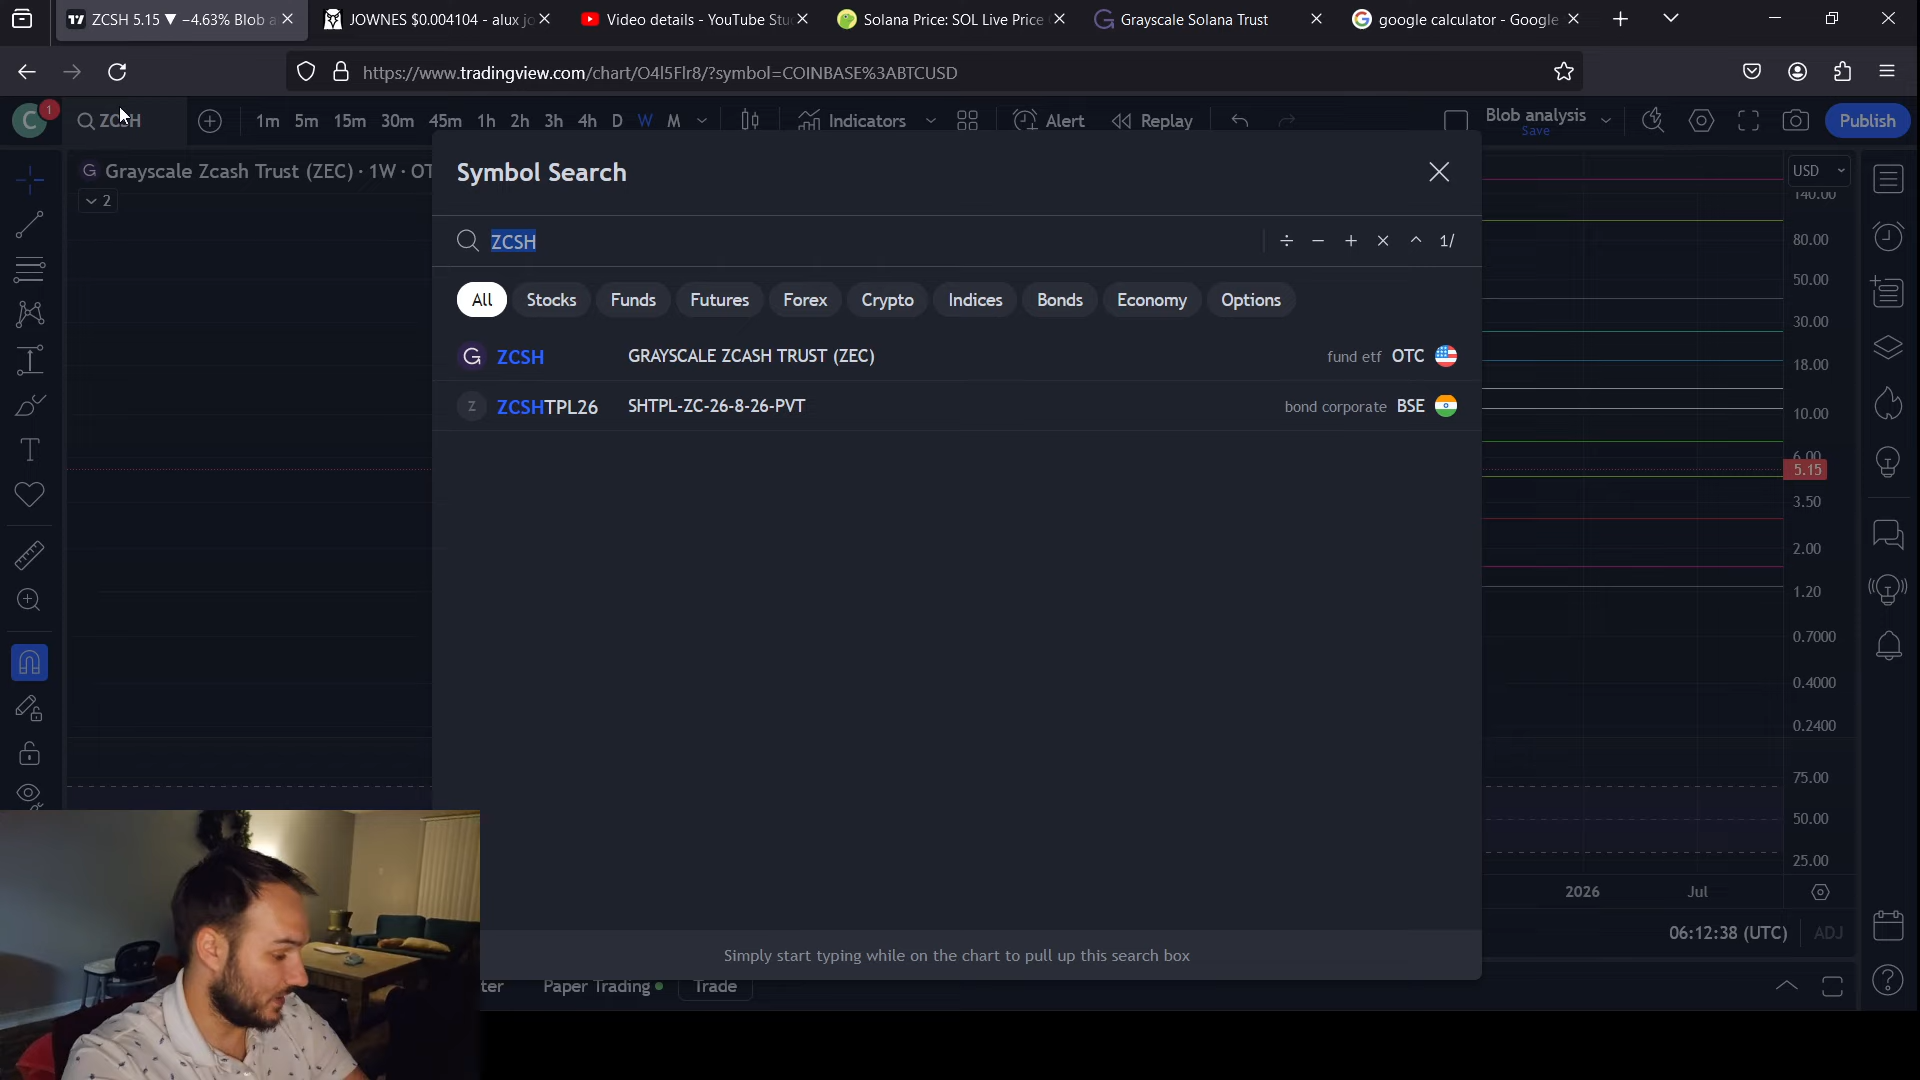 ZCSH 5.15 ▼ −4.63% Blob a
JOWNES $0.004104 - alux jo
Video details - YouTube Stu
Solana Price: SOL Live Price
Grayscale Solana Trust
google calculator - Google
https://www.tradingview.com/chart/O4l5Flr8/?symbol=COINBASE%3ABTCUSD
C
1
ZCSH
1m 5m 15m 30m 45m 1h 2h 3h 4h D W M
Indicators
Alert
Replay
Blob analysis
Save
Publish
Grayscale Zcash Trust (ZEC) · 1W · OT
2
USD
Symbol Search
ZCSH
÷ − + × ^ 1/
All Stocks Funds Futures Forex Crypto Indices Bonds Economy Options
G ZCSH GRAYSCALE ZCASH TRUST (ZEC) fund etf OTC
Z ZCSHTPL26 SHTPL-ZC-26-8-26-PVT bond corporate BSE
Simply start typing while on the chart to pull up this search box
140.00
80.00
50.00
30.00
18.00
10.00
6.00
5.15
3.50
2.00
1.20
0.7000
0.4000
0.2400
75.00
50.00
25.00
2026 Jul
06:12:38 (UTC) ADJ
ter Paper Trading Trade